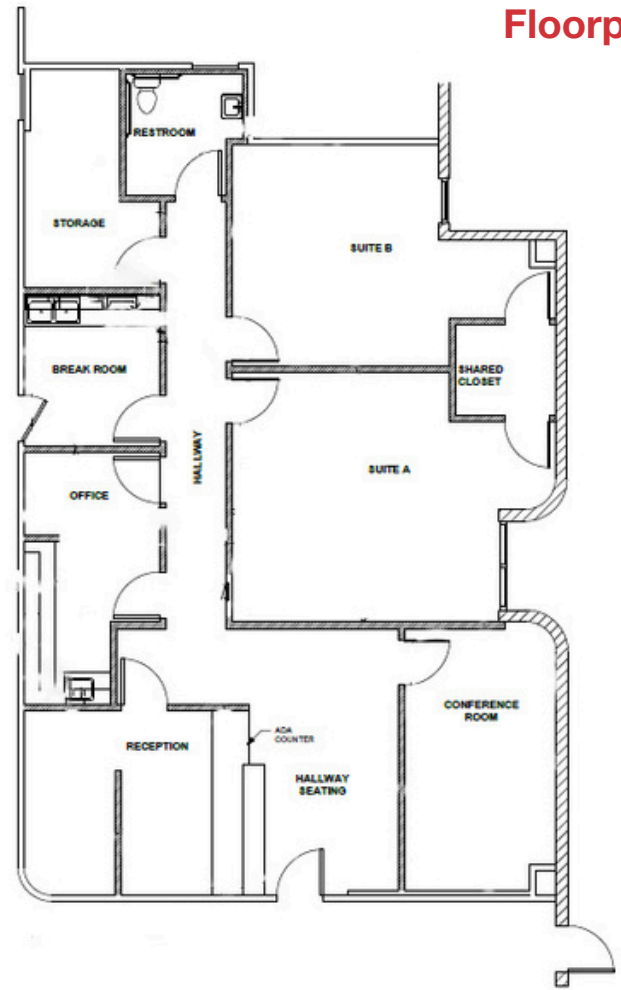 Floorp
RESTROOM
STORAGE
SUITE B
BREAK ROOM
SHARED
CLOSET
HALLWAY
SUITE A
OFFICE
CONFERENCE
ROOM
ADA
COUNTER
RECEPTION
HALLWAY
SEATING